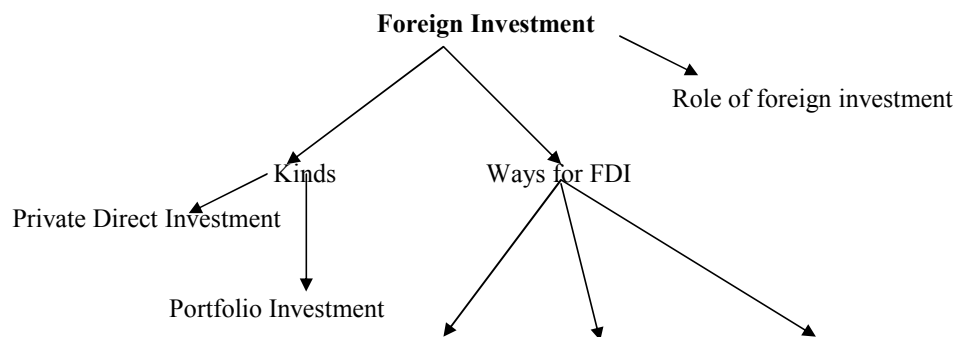 Foreign Investment
Role of foreign investment
Kinds
Ways for FDI
Private Direct Investment
Portfolio Investment